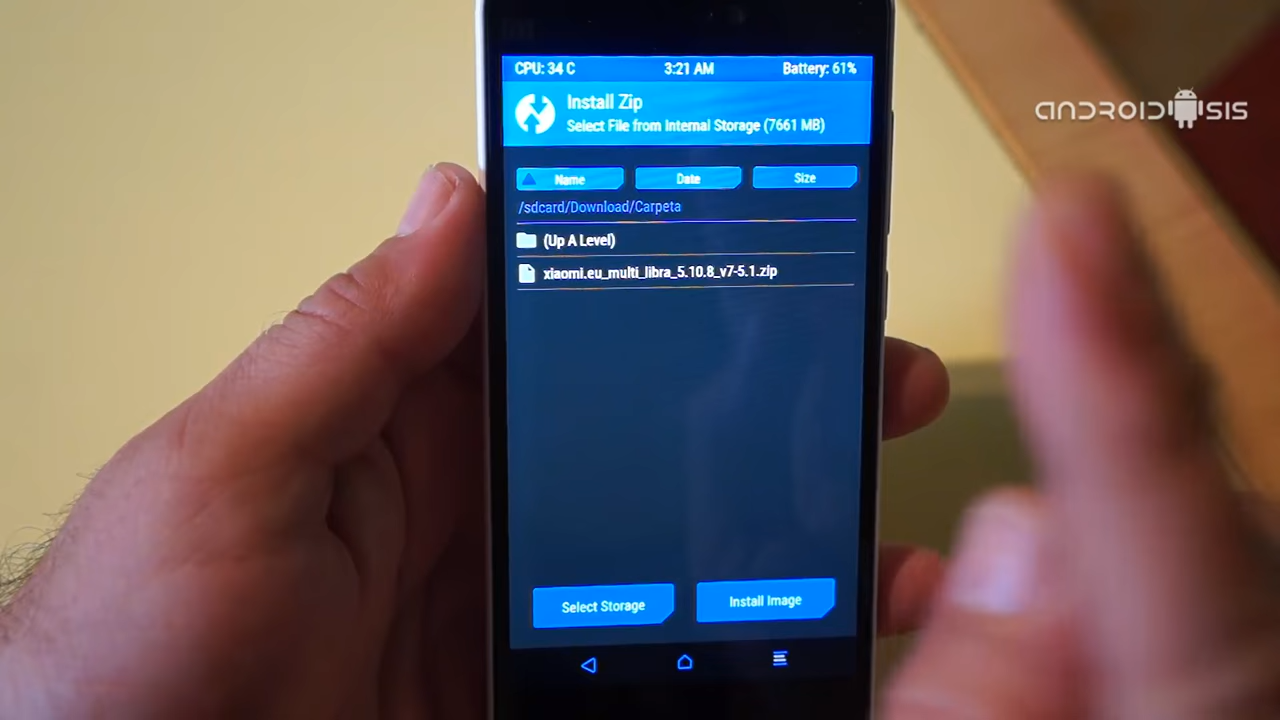 CPU: 34 C 3:21 AM Battery: 61%
Install Zip
Select File from Internal Storage (7661 MB)
Name Date Size
/sdcard/Download/Carpeta
(Up A Level)
xiaomi.eu_multi_libra_5.10.8_v7-5.1.zip
Select Storage Install Image
ANDROIDSIS